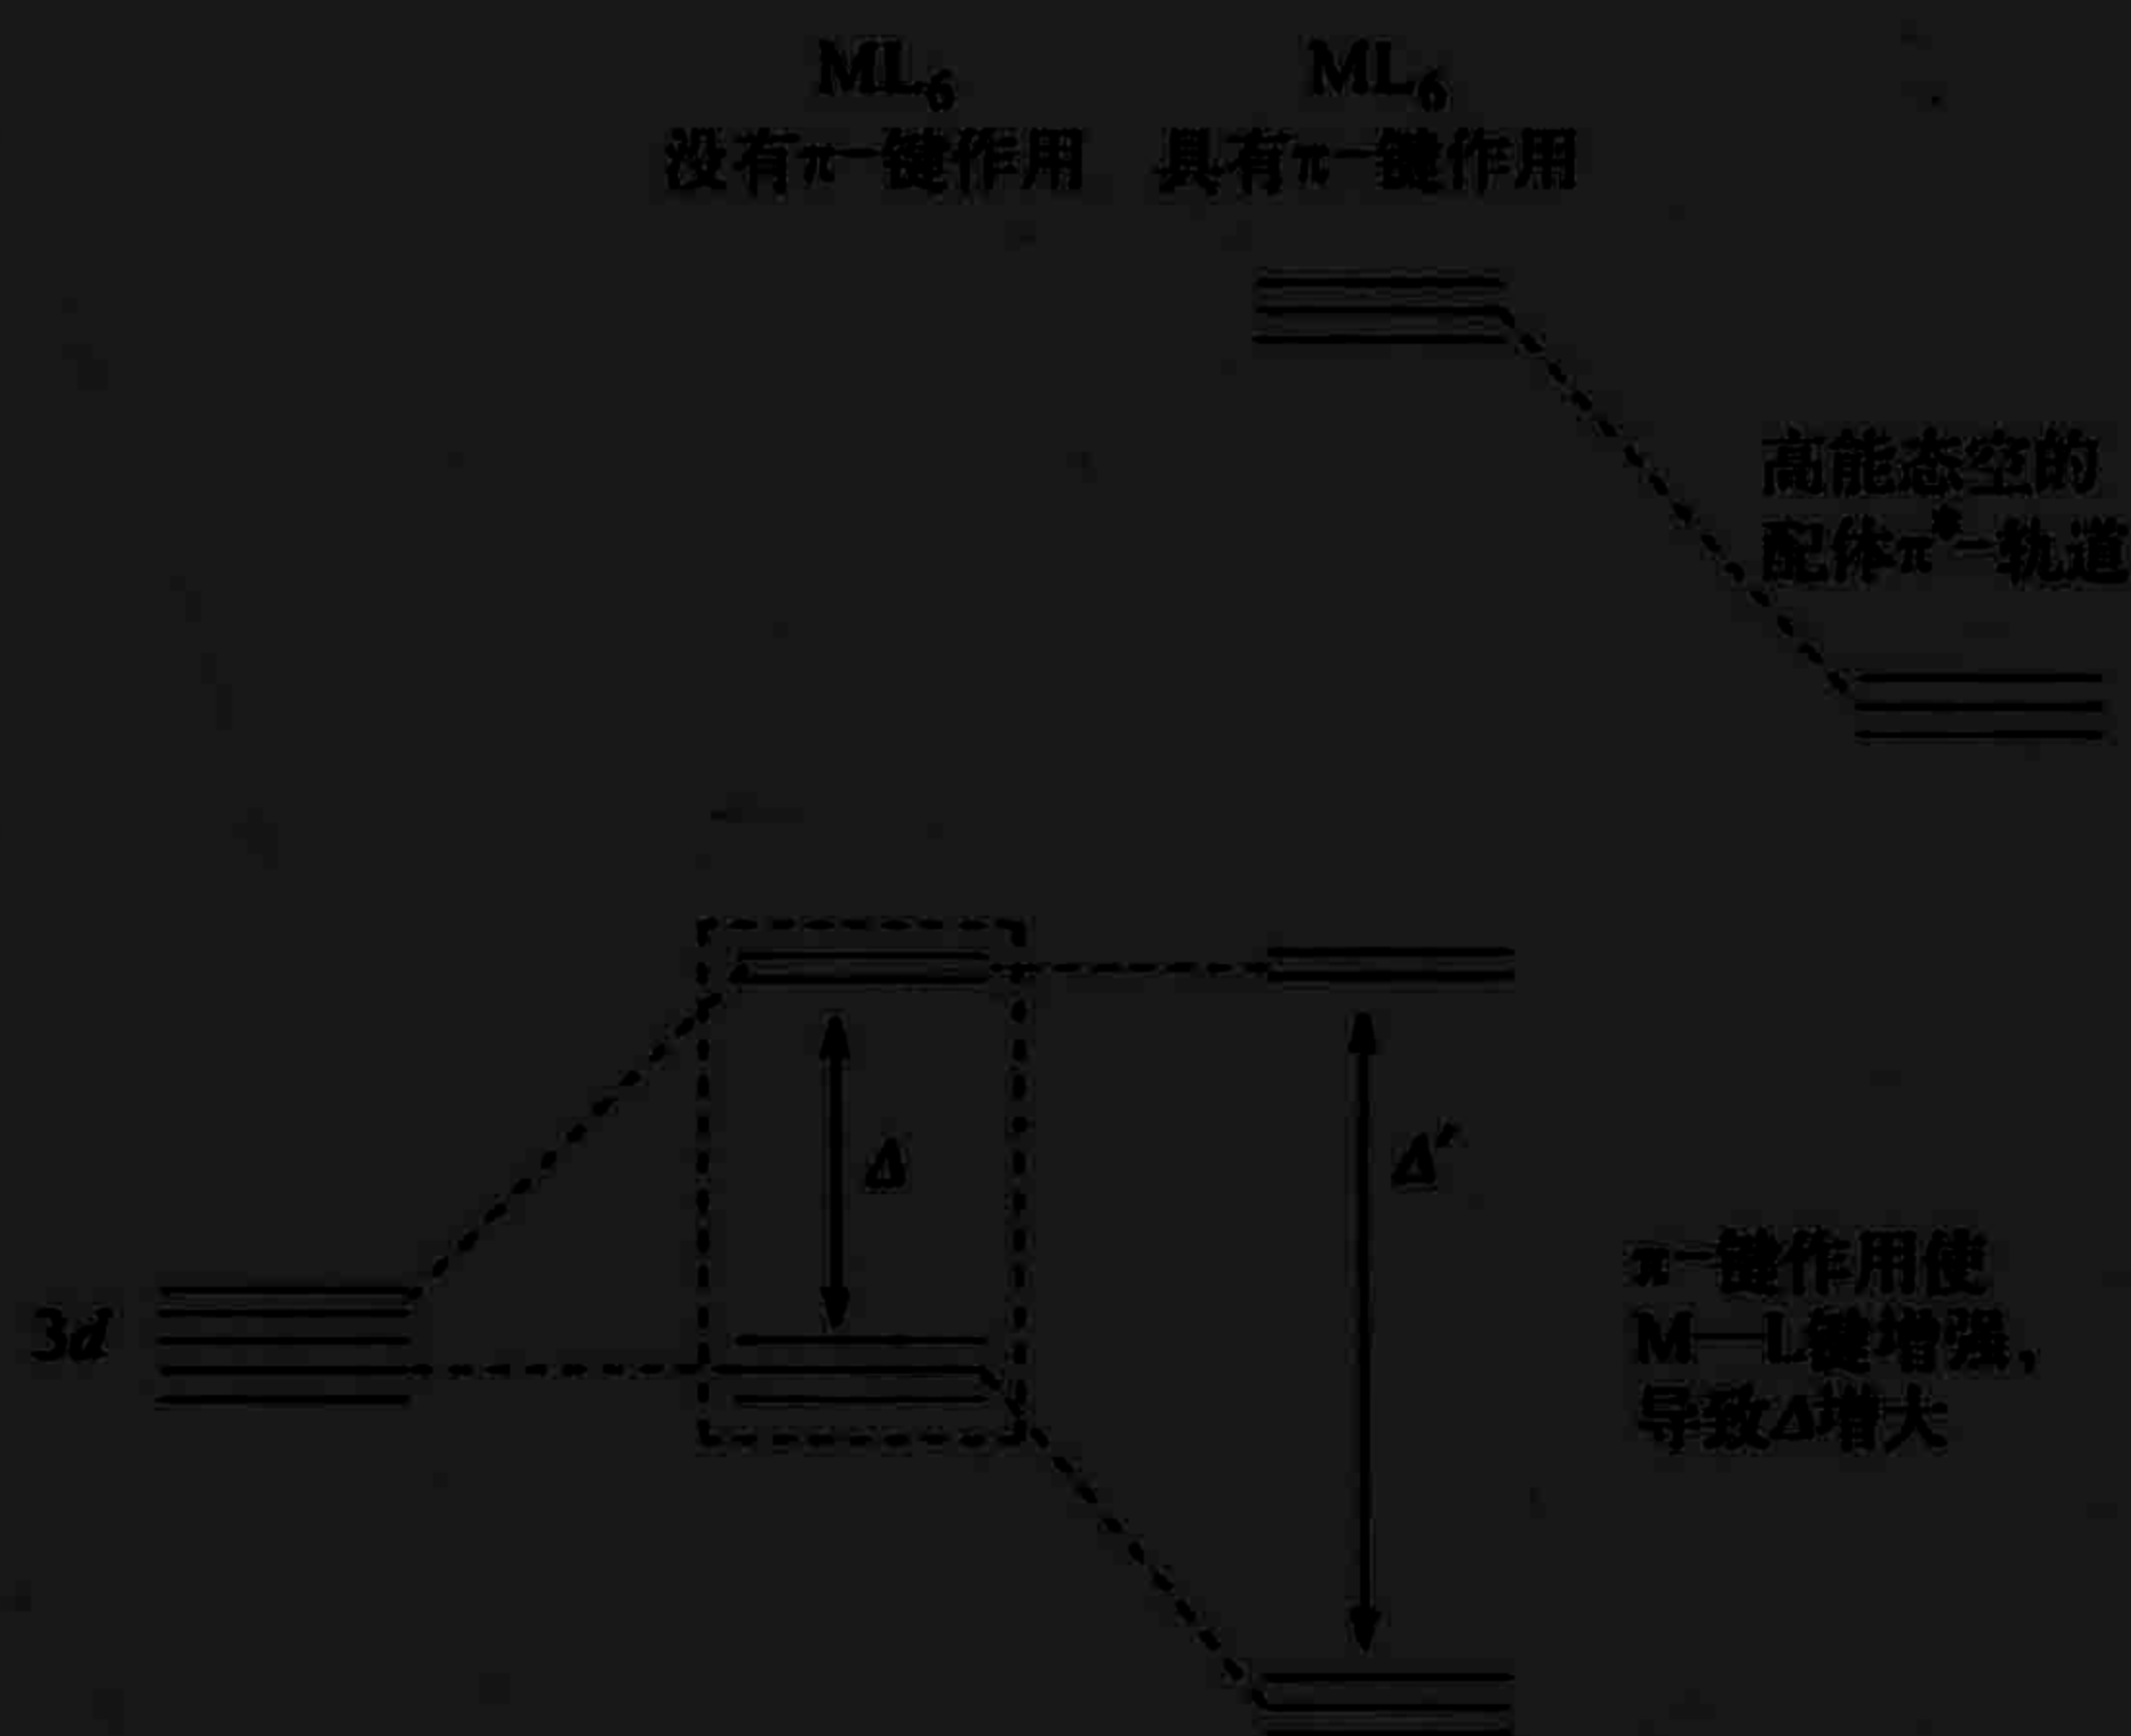 ML₆
没有π—键作用
ML₆
具有π—键作用
高能态空的
配体π*—轨道
Δ
Δ′
3d
π—键作用使
M—L键增强,
导致Δ增大